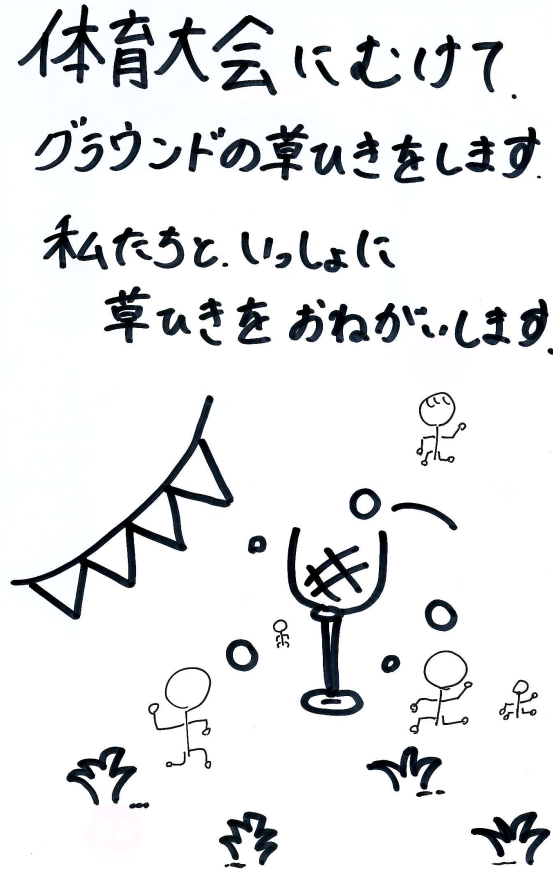 体育大会にむけて.
グラウンドの草ひきをします.
私たちと.いっしょに
草ひきを おねがいします.